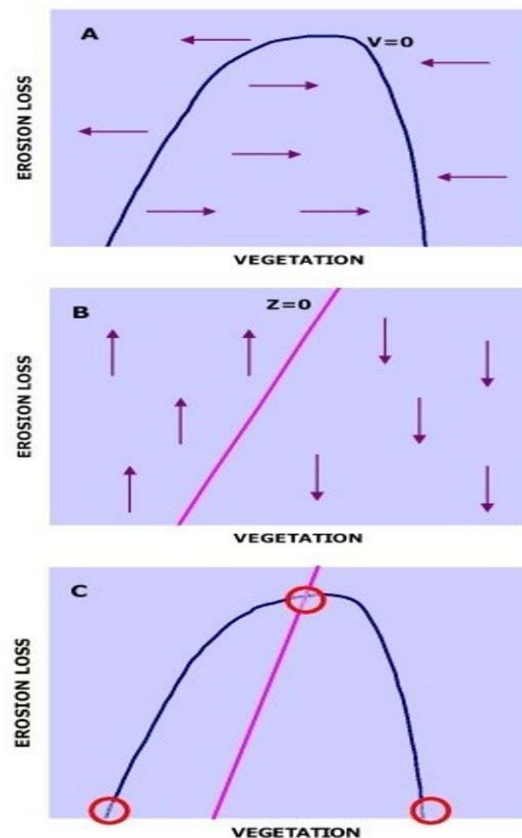 A
V=0
EROSION LOSS
VEGETATION
B
Z=0
EROSION LOSS
VEGETATION
C
EROSION LOSS
VEGETATION